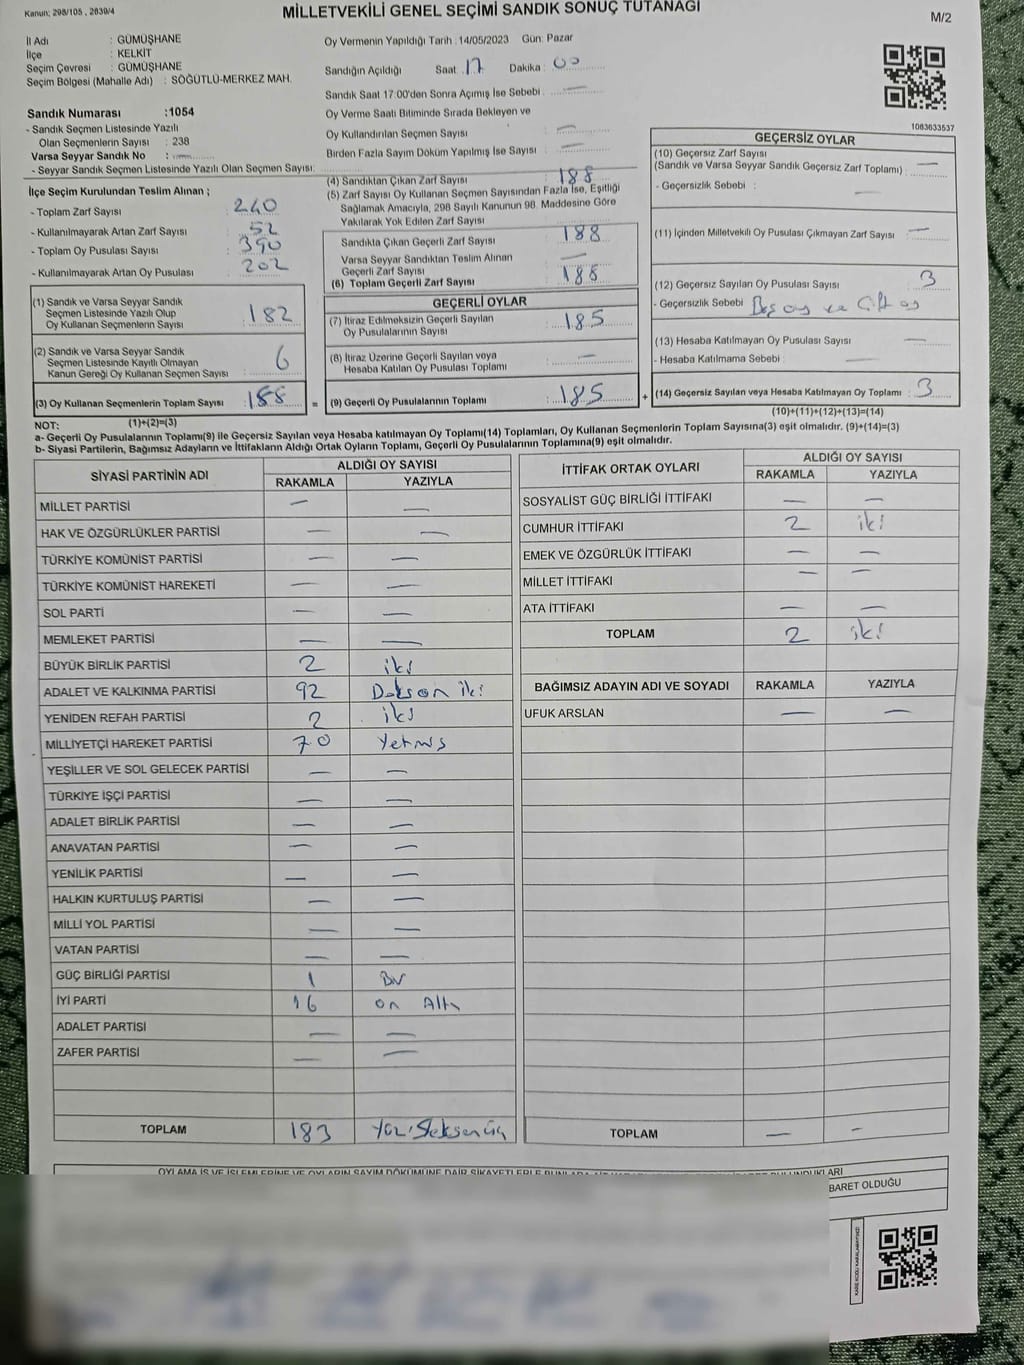 Kanun: 298/105 , 2839/4
MİLLETVEKİLİ GENEL SEÇİMİ SANDIK SONUÇ TUTANAĞI
M/2
İl Adı : GÜMÜŞHANE
İlçe : KELKİT
Seçim Çevresi : GÜMÜŞHANE
Seçim Bölgesi (Mahalle Adı) : SÖĞÜTLÜ-MERKEZ MAH.
Oy Vermenin Yapıldığı Tarih : 14/05/2023 Gün: Pazar
Sandığın Açıldığı Saat : 17 Dakika : 00
Sandık Saat 17:00'den Sonra Açımış İse Sebebi : —
Oy Verme Saati Bitiminde Sırada Bekleyen ve
Oy Kullandırılan Seçmen Sayısı : —
Birden Fazla Sayım Döküm Yapılmış İse Sayısı : —
1083633537
Sandık Numarası :1054
- Sandık Seçmen Listesinde Yazılı
Olan Seçmenlerin Sayısı : 238
Varsa Seyyar Sandık No : —
- Seyyar Sandık Seçmen Listesinde Yazılı Olan Seçmen Sayısı:
İlçe Seçim Kurulundan Teslim Alınan ;
- Toplam Zarf Sayısı : 240
- Kullanılmayarak Artan Zarf Sayısı : 52
- Toplam Oy Pusulası Sayısı : 390
- Kullanılmayarak Artan Oy Pusulası : 202
(1) Sandık ve Varsa Seyyar Sandık
Seçmen Listesinde Yazılı Olup
Oy Kullanan Seçmenlerin Sayısı : 182
(2) Sandık ve Varsa Seyyar Sandık
Seçmen Listesinde Kayıtlı Olmayan
Kanun Gereği Oy Kullanan Seçmen Sayısı : 6
(3) Oy Kullanan Seçmenlerin Toplam Sayısı : 188
(1)+(2)=(3)
(4) Sandıktan Çıkan Zarf Sayısı : 188
(5) Zarf Sayısı Oy Kullanan Seçmen Sayısından Fazla İse, Eşitliği
Sağlamak Amacıyla, 298 Sayılı Kanunun 98. Maddesine Göre
Yakılarak Yok Edilen Zarf Sayısı
Sandıkta Çıkan Geçerli Zarf Sayısı : 188
Varsa Seyyar Sandıktan Teslim Alınan
Geçerli Zarf Sayısı : —
(6) Toplam Geçerli Zarf Sayısı : 188
GEÇERLİ OYLAR
(7) İtiraz Edilmeksizin Geçerli Sayılan
Oy Pusulalarının Sayısı : 185
(8) İtiraz Üzerine Geçerli Sayılan veya
Hesaba Katılan Oy Pusulası Toplamı : —
= (9) Geçerli Oy Pusulalarının Toplamı : 185
GEÇERSİZ OYLAR
(10) Geçersiz Zarf Sayısı
(Sandık ve Varsa Seyyar Sandık Geçersiz Zarf Toplamı) : —
- Geçersizlik Sebebi : —
(11) İçinden Milletvekili Oy Pusulası Çıkmayan Zarf Sayısı : —
(12) Geçersiz Sayılan Oy Pusulası Sayısı : 3
- Geçersizlik Sebebi : Boş oy ve Çift oy
(13) Hesaba Katılmayan Oy Pusulası Sayısı : —
- Hesaba Katılmama Sebebi : —
+ (14) Geçersiz Sayılan veya Hesaba Katılmayan Oy Toplamı : 3
(10)+(11)+(12)+(13)=(14)
NOT:
a- Geçerli Oy Pusulalarının Toplamı(9) ile Geçersiz Sayılan veya Hesaba katılmayan Oy Toplamı(14) Toplamları, Oy Kullanan Seçmenlerin Toplam Sayısına(3) eşit olmalıdır. (9)+(14)=(3)
b- Siyasi Partilerin, Bağımsız Adayların ve İttifakların Aldığı Ortak Oyların Toplamı, Geçerli Oy Pusulalarının Toplamına(9) eşit olmalıdır.
SİYASİ PARTİNİN ADI ALDIĞI OY SAYISI
RAKAMLA YAZIYLA
MİLLET PARTİSİ — —
HAK VE ÖZGÜRLÜKLER PARTİSİ — —
TÜRKİYE KOMÜNİST PARTİSİ — —
TÜRKİYE KOMÜNİST HAREKETİ — —
SOL PARTİ — —
MEMLEKET PARTİSİ — —
BÜYÜK BİRLİK PARTİSİ 2 iki
ADALET VE KALKINMA PARTİSİ 92 Doksan iki
YENİDEN REFAH PARTİSİ 2 iki
MİLLİYETÇİ HAREKET PARTİSİ 70 Yetmiş
YEŞİLLER VE SOL GELECEK PARTİSİ — —
TÜRKİYE İŞÇİ PARTİSİ — —
ADALET BİRLİK PARTİSİ — —
ANAVATAN PARTİSİ — —
YENİLİK PARTİSİ — —
HALKIN KURTULUŞ PARTİSİ — —
MİLLİ YOL PARTİSİ — —
VATAN PARTİSİ — —
GÜÇ BİRLİĞİ PARTİSİ 1 Bir
İYİ PARTİ 16 on Altı
ADALET PARTİSİ — —
ZAFER PARTİSİ — —
TOPLAM 183 Yüz Seksen üç
İTTİFAK ORTAK OYLARI ALDIĞI OY SAYISI
RAKAMLA YAZIYLA
SOSYALİST GÜÇ BİRLİĞİ İTTİFAKI — —
CUMHUR İTTİFAKI 2 iki
EMEK VE ÖZGÜRLÜK İTTİFAKI — —
MİLLET İTTİFAKI — —
ATA İTTİFAKI — —
TOPLAM 2 iki
BAĞIMSIZ ADAYIN ADI VE SOYADI RAKAMLA YAZIYLA
UFUK ARSLAN — —
TOPLAM — —
BARET OLDUĞU